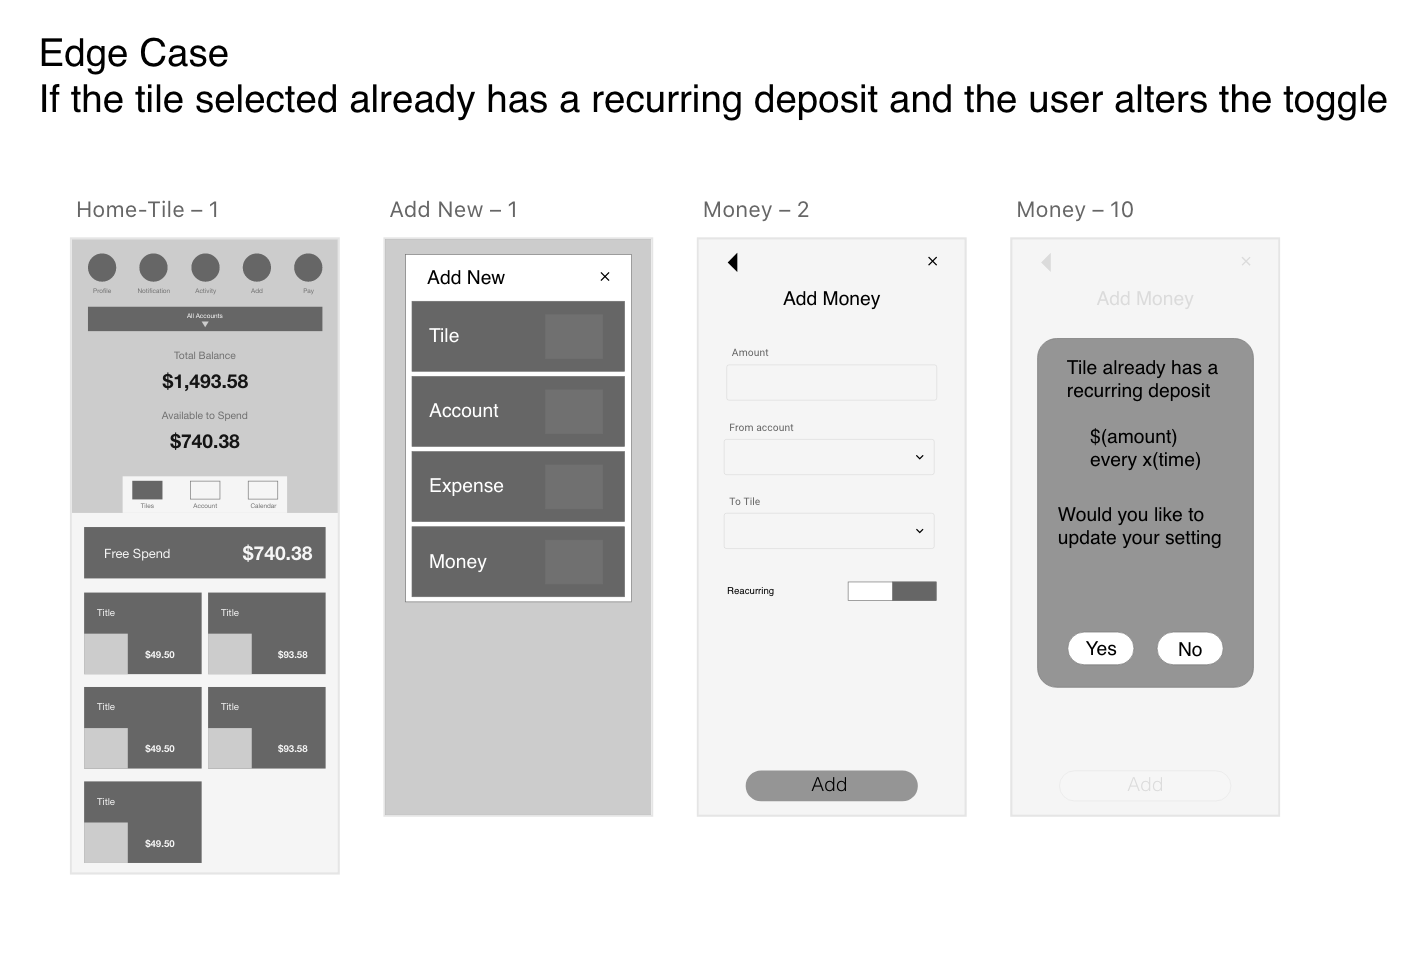 Edge Case
If the tile selected already has a recurring deposit and the user alters the toggle
Home-Tile – 1
Profile
Notification
Activity
Add
Pay
All Accounts
Total Balance
$1,493.58
Available to Spend
$740.38
Tiles
Account
Calendar
Free Spend
$740.38
Title
$49.50
Title
$93.58
Title
$49.50
Title
$93.58
Title
$49.50
Add New – 1
Add New
×
Tile
Account
Expense
Money
Money – 2
×
Add Money
Amount
From account
To Tile
Reacurring
Add
Money – 10
×
Add Money
Tile already has a
recurring deposit
$(amount)
every x(time)
Would you like to
update your setting
Yes
No
Add